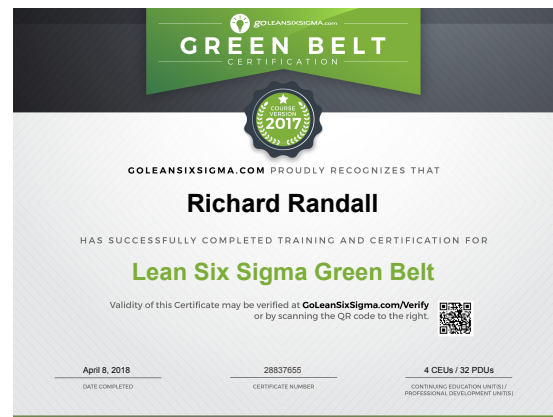 goLEANSIXSIGMA.com
GREEN BELT
CERTIFICATION
COURSE
VERSION
2017
GOLEANSIXSIGMA.COM PROUDLY RECOGNIZES THAT
Richard Randall
HAS SUCCESSFULLY COMPLETED TRAINING AND CERTIFICATION FOR
Lean Six Sigma Green Belt
Validity of this Certificate may be verified at GoLeanSixSigma.com/Verify
or by scanning the QR code to the right.
April 8, 2018
DATE COMPLETED
28837655
CERTIFICATE NUMBER
4 CEUs / 32 PDUs
CONTINUING EDUCATION UNIT(S) /
PROFESSIONAL DEVELOPMENT UNIT(S)